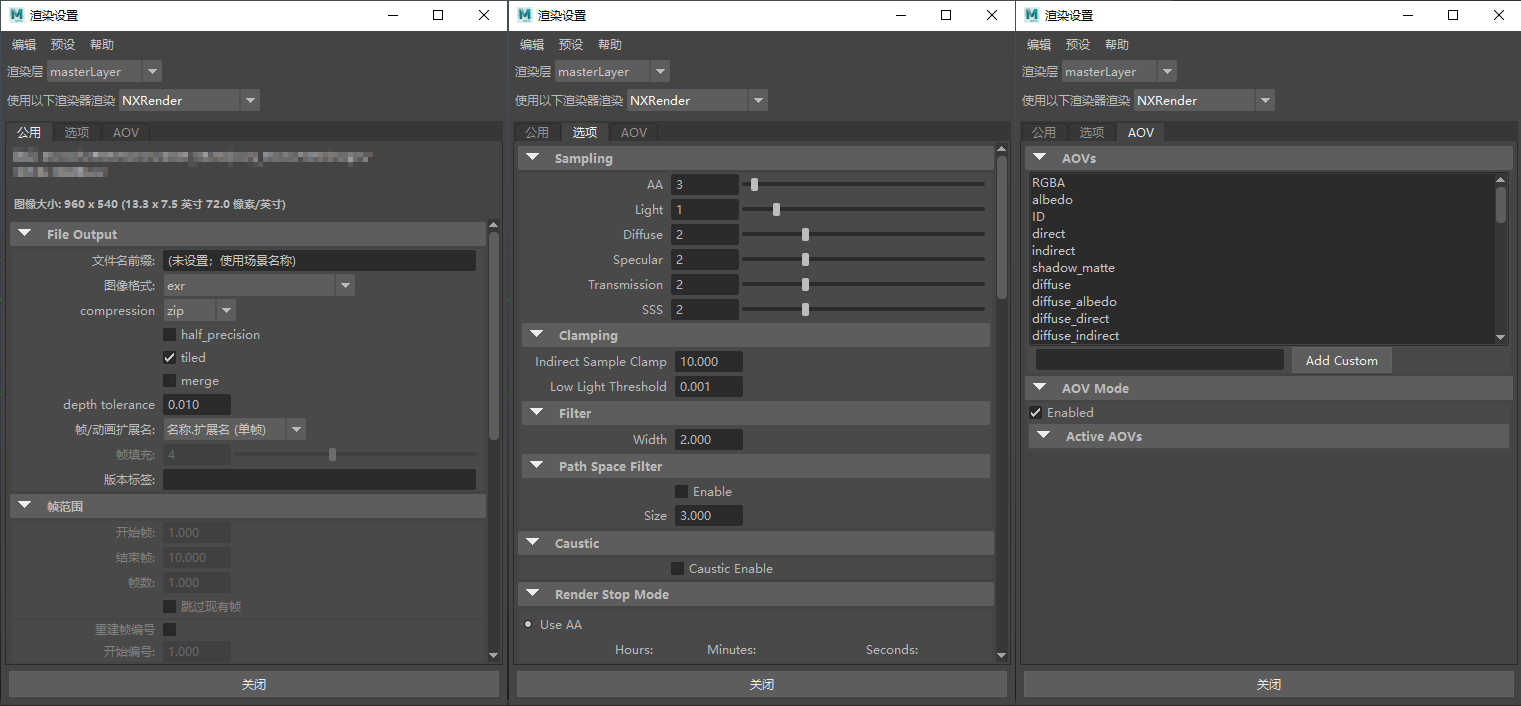 渲染设置
编辑 预设 帮助
渲染层 masterLayer
使用以下渲染器渲染 NXRender
公用 选项 AOV
图像大小: 960 x 540 (13.3 x 7.5 英寸 72.0 像素/英寸)
File Output
文件名前缀: (未设置；使用场景名称)
图像格式: exr
compression zip
half_precision
tiled
merge
depth tolerance 0.010
帧/动画扩展名: 名称.扩展名 (单帧)
帧填充: 4
版本标签:
帧范围
开始帧: 1.000
结束帧: 10.000
帧数: 1.000
跳过现有帧
重建帧编号
开始编号: 1.000
关闭
渲染设置
编辑 预设 帮助
渲染层 masterLayer
使用以下渲染器渲染 NXRender
公用 选项 AOV
Sampling
AA 3
Light 1
Diffuse 2
Specular 2
Transmission 2
SSS 2
Clamping
Indirect Sample Clamp 10.000
Low Light Threshold 0.001
Filter
Width 2.000
Path Space Filter
Enable
Size 3.000
Caustic
Caustic Enable
Render Stop Mode
Use AA
Hours: Minutes: Seconds:
关闭
渲染设置
编辑 预设 帮助
渲染层 masterLayer
使用以下渲染器渲染 NXRender
公用 选项 AOV
AOVs
RGBA
albedo
ID
direct
indirect
shadow_matte
diffuse
diffuse_albedo
diffuse_direct
diffuse_indirect
Add Custom
AOV Mode
Enabled
Active AOVs
关闭